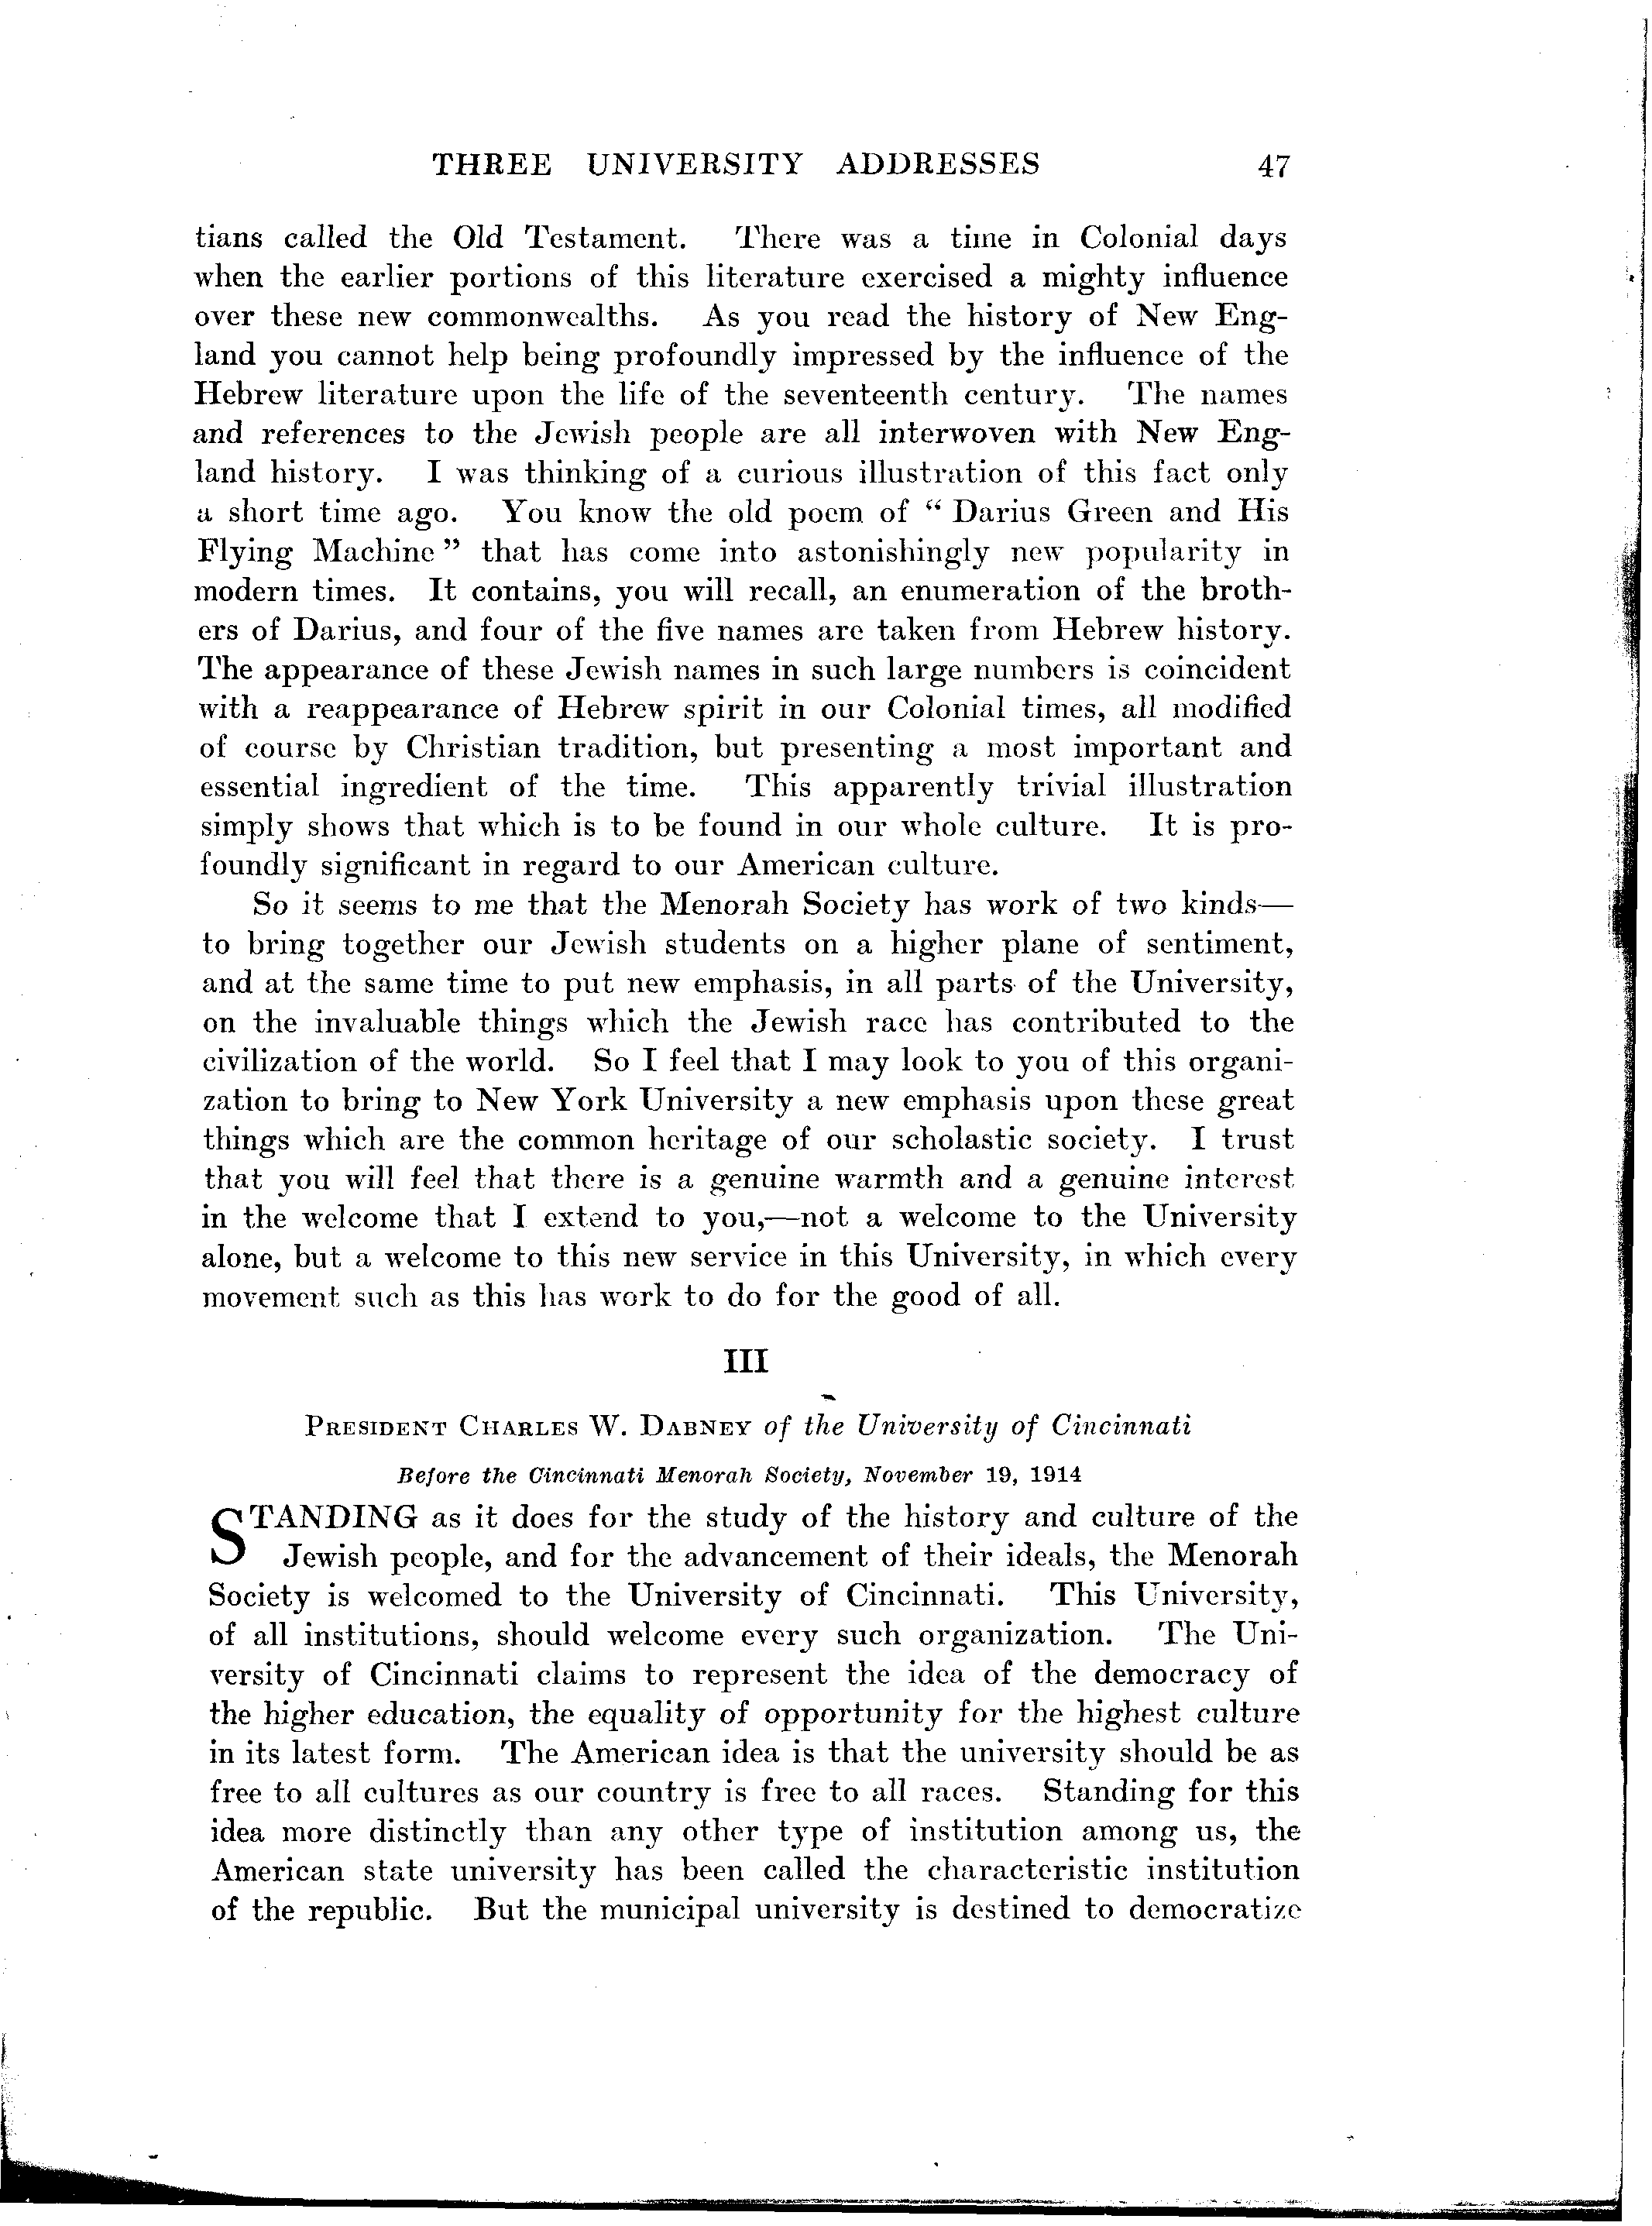 THREE UNIVERSITY ADDRESSES 47
tians called the Old Testament. There was a time in Colonial days
when the earlier portions of this literature exercised a mighty influence
over these new commonwealths. As you read the history of New Eng-
land you cannot help being profoundly impressed by the influence of the
Hebrew literature upon the life of the seventeenth century. The names
and references to the Jewish people are all interwoven with New Eng-
land history. I was thinking of a curious illustration of this fact only
a short time ago. You know the old poem of “ Darius Green and His
Flying Machine ” that has come into astonishingly new popularity in
modern times. It contains, you will recall, an enumeration of the broth-
ers of Darius, and four of the five names are taken from Hebrew history.
The appearance of these Jewish names in such large numbers is coincident
with a reappearance of Hebrew spirit in our Colonial times, all modified
of course by Christian tradition, but presenting a most important and
essential ingredient of the time. This apparently trivial illustration
simply shows that which is to be found in our whole culture. It is pro-
foundly significant in regard to our American culture.
So it seems to me that the Menorah Society has work of two kinds—
to bring together our Jewish students on a higher plane of sentiment,
and at the same time to put new emphasis, in all parts of the University,
on the invaluable things which the Jewish race has contributed to the
civilization of the world. So I feel that I may look to you of this organi-
zation to bring to New York University a new emphasis upon these great
things which are the common heritage of our scholastic society. I trust
that you will feel that there is a genuine warmth and a genuine interest
in the welcome that I extend to you,—not a welcome to the University
alone, but a welcome to this new service in this University, in which every
movement such as this has work to do for the good of all.
III
PRESIDENT CHARLES W. DABNEY of the University of Cincinnati
Before the Cincinnati Menorah Society, November 19, 1914
STANDING as it does for the study of the history and culture of the
Jewish people, and for the advancement of their ideals, the Menorah
Society is welcomed to the University of Cincinnati. This University,
of all institutions, should welcome every such organization. The Uni-
versity of Cincinnati claims to represent the idea of the democracy of
the higher education, the equality of opportunity for the highest culture
in its latest form. The American idea is that the university should be as
free to all cultures as our country is free to all races. Standing for this
idea more distinctly than any other type of institution among us, the
American state university has been called the characteristic institution
of the republic. But the municipal university is destined to democratize